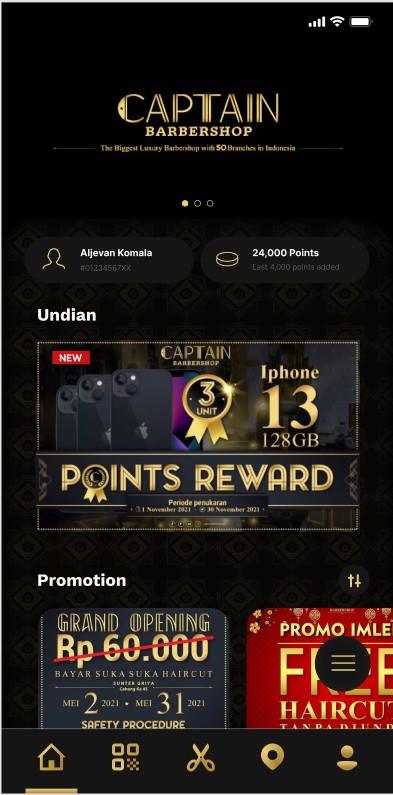 CAPTAIN
BARBERSHOP
The Biggest Luxury Barbershop with 50 Branches in Indonesia
Aljevan Komala
#01234567XX
24,000 Points
Last 4,000 points added
Undian
NEW
CAPTAIN
BARBERSHOP
3
UNIT
Iphone
13
128GB
POINTS REWARD
Periode penukaran
1 November 2021 - 30 November 2021
Promotion
GRAND OPENING
Rp 60.000
BAYAR SUKA SUKA HAIRCUT
SUNTER GRIYA
Cabang Ke 45
MEI 2 2021 • MEI 31 2021
SAFETY PROCEDURE
PROMO IMLE
FREE
HAIRCUT